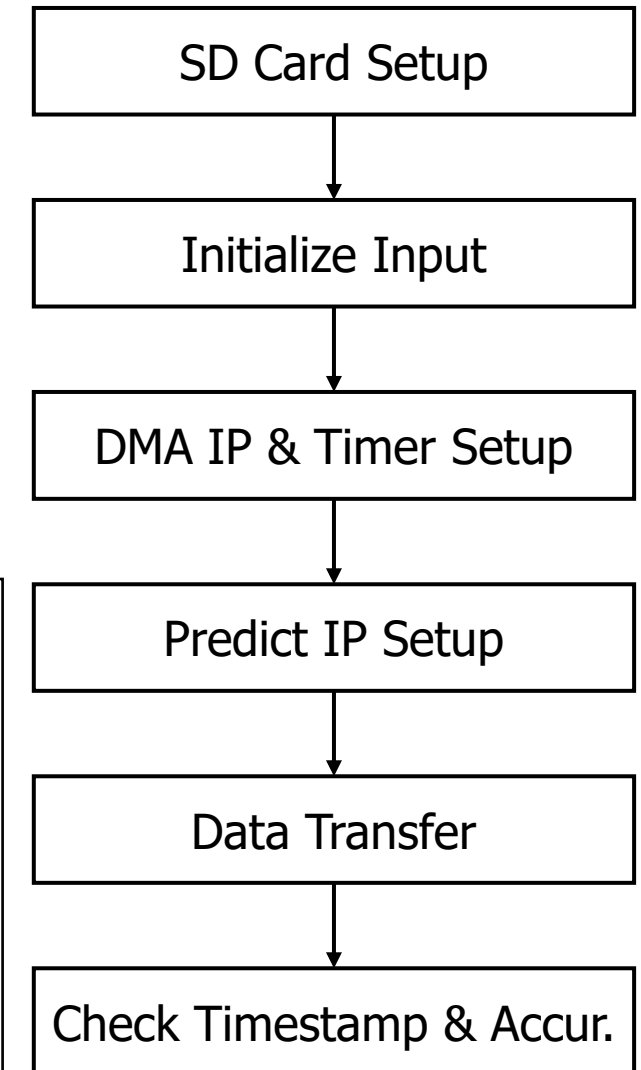 SD Card Setup
Initialize Input
DMA IP & Timer Setup
Predict IP Setup
Data Transfer
Check Timestamp & Accur.